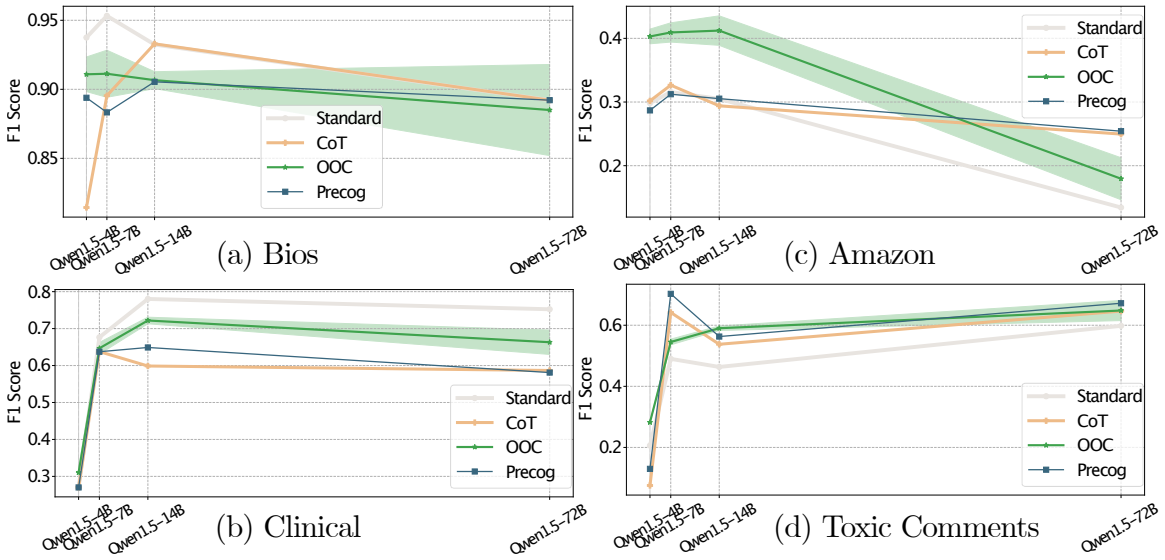 0.95
0.90
0.85
F1 Score
Standard
CoT
OOC
Precog
Qwen1.5−4B
Qwen1.5−7B
Qwen1.5−14B
Qwen1.5−72B
(a) Bios
0.4
0.3
0.2
F1 Score
Standard
CoT
OOC
Precog
Qwen1.5−4B
Qwen1.5−7B
Qwen1.5−14B
Qwen1.5−72B
(c) Amazon
0.8
0.7
0.6
0.5
0.4
0.3
F1 Score
Standard
CoT
OOC
Precog
Qwen1.5−4B
Qwen1.5−7B
Qwen1.5−14B
Qwen1.5−72B
(b) Clinical
0.6
0.4
0.2
F1 Score
Standard
CoT
OOC
Precog
Qwen1.5−4B
Qwen1.5−7B
Qwen1.5−14B
Qwen1.5−72B
(d) Toxic Comments